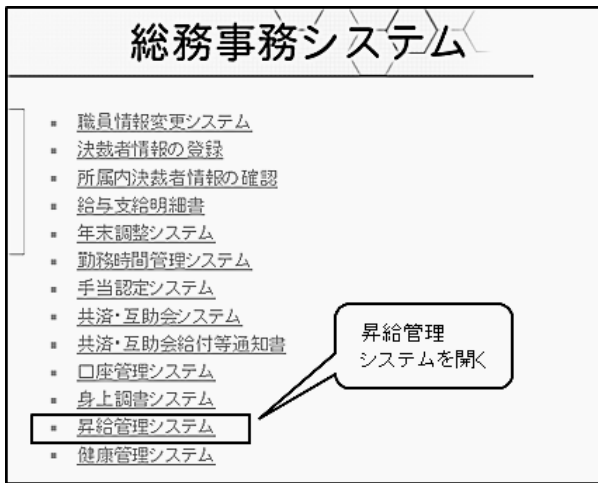 総務事務システム
職員情報変更システム
決裁者情報の登録
所属内決裁者情報の確認
給与支給明細書
年末調整システム
勤務時間管理システム
手当認定システム
共済・互助会システム
共済・互助会給付等通知書
口座管理システム
身上調書システム
昇給管理システム
健康管理システム
昇給管理
システムを開く